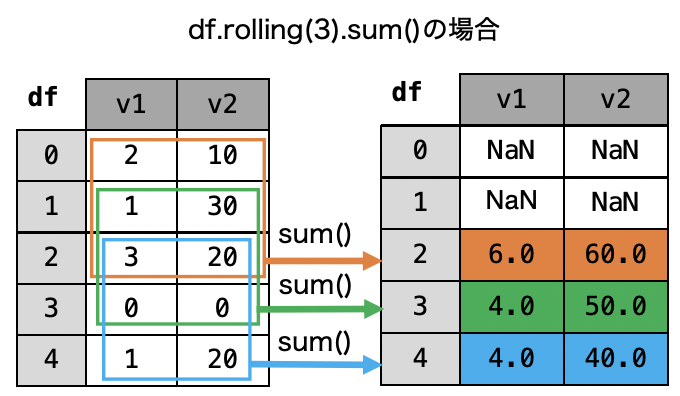 df.rolling(3).sum()の場合
df v1 v2
0 2 10
1 1 30
2 3 20
3 0 0
4 1 20
sum()
sum()
sum()
df v1 v2
0 NaN NaN
1 NaN NaN
2 6.0 60.0
3 4.0 50.0
4 4.0 40.0